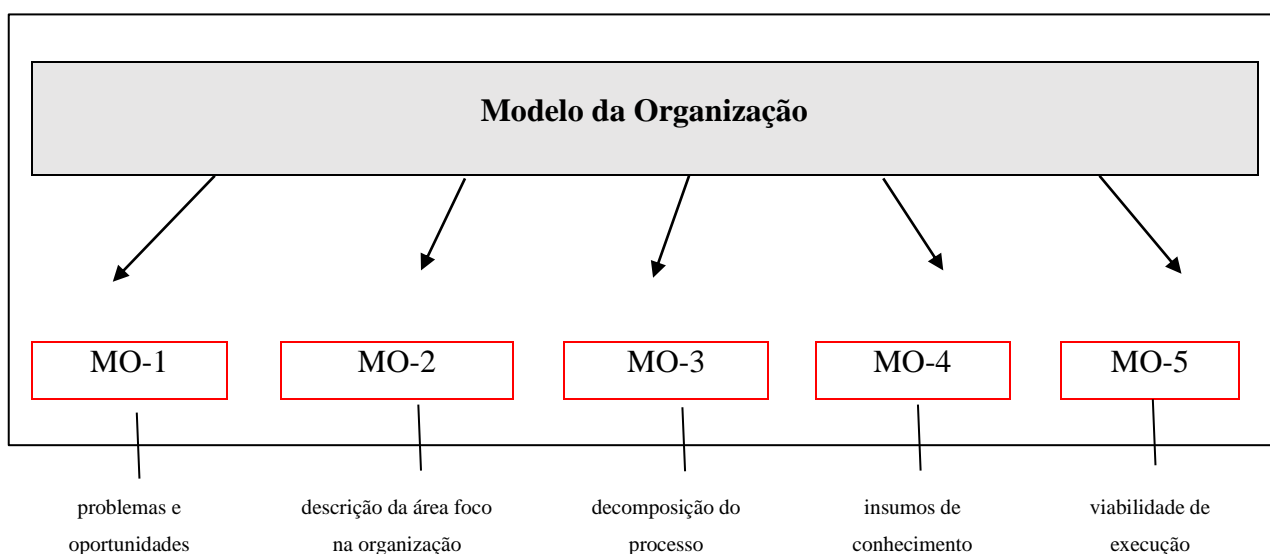 Modelo da Organização
MO-1
MO-2
MO-3
MO-4
MO-5
problemas e
oportunidades
descrição da área foco
na organização
decomposição do
processo
insumos de
conhecimento
viabilidade de
execução